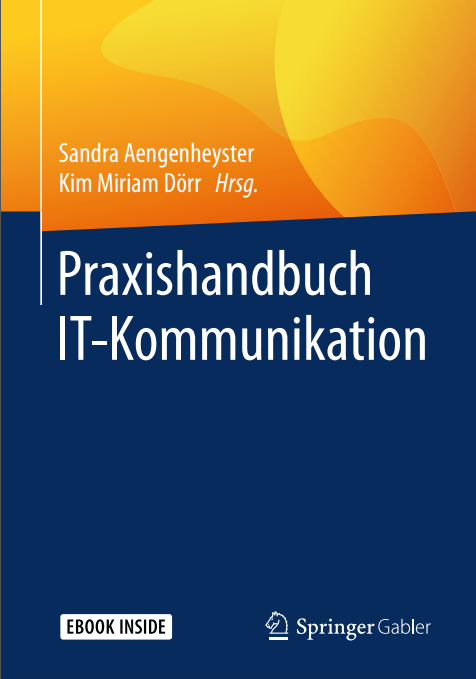 Sandra Aengenheyster
Kim Miriam Dörr Hrsg.
Praxishandbuch
IT-Kommunikation
EBOOK INSIDE
Springer Gabler